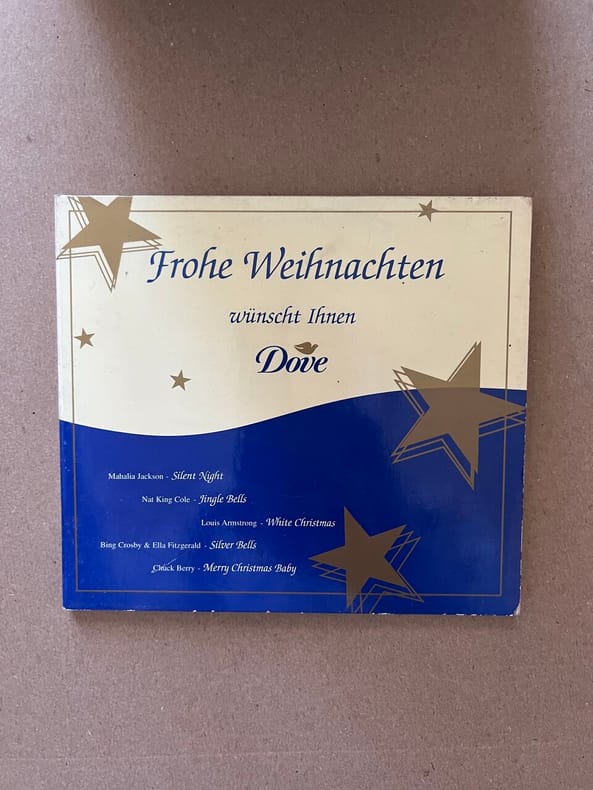 Frohe Weihnachten
wünscht Ihnen
Dove
Mahalia Jackson - Silent Night
Nat King Cole - Jingle Bells
Louis Armstrong - White Christmas
Bing Crosby & Ella Fitzgerald - Silver Bells
Chuck Berry - Merry Christmas Baby